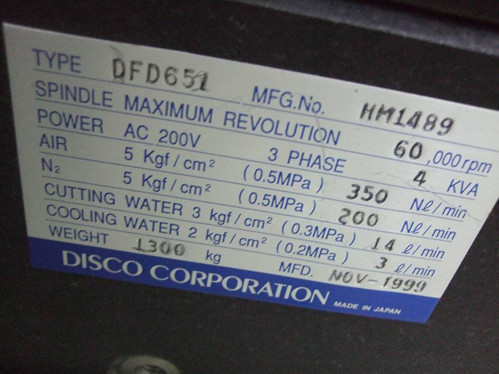 TYPE DFD651 MFG.No. HM1489
SPINDLE MAXIMUM REVOLUTION 60,000rpm
POWER AC 200V 3 PHASE 4 KVA
AIR 5 Kgf/cm² (0.5MPa) 350 Nℓ/min
N₂ 5 Kgf/cm² (0.5MPa) 200 Nℓ/min
CUTTING WATER 3 kgf/cm² (0.3MPa) 14 ℓ/min
COOLING WATER 2 kgf/cm² (0.2MPa) 3 ℓ/min
WEIGHT 1300 kg MFD. NOV-1999
DISCO CORPORATION MADE IN JAPAN